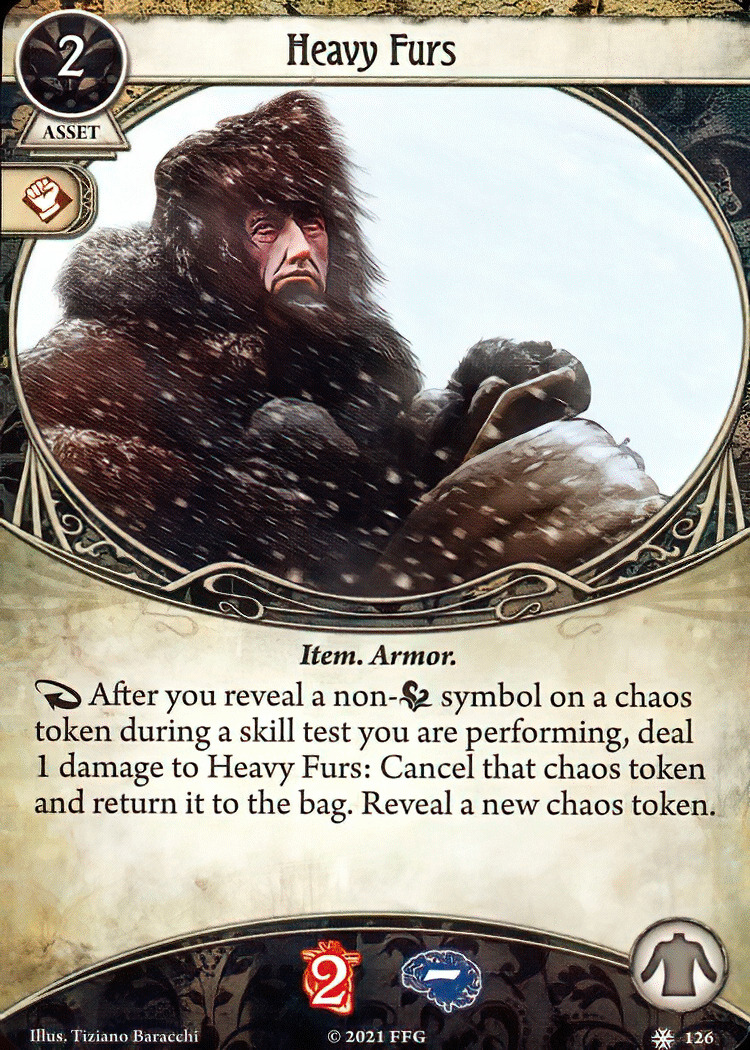 2
Heavy Furs
ASSET
Item. Armor.
After you reveal a non- symbol on a chaos
token during a skill test you are performing, deal
1 damage to Heavy Furs: Cancel that chaos token
and return it to the bag. Reveal a new chaos token.
2 -
Illus. Tiziano Baracchi © 2021 FFG 126